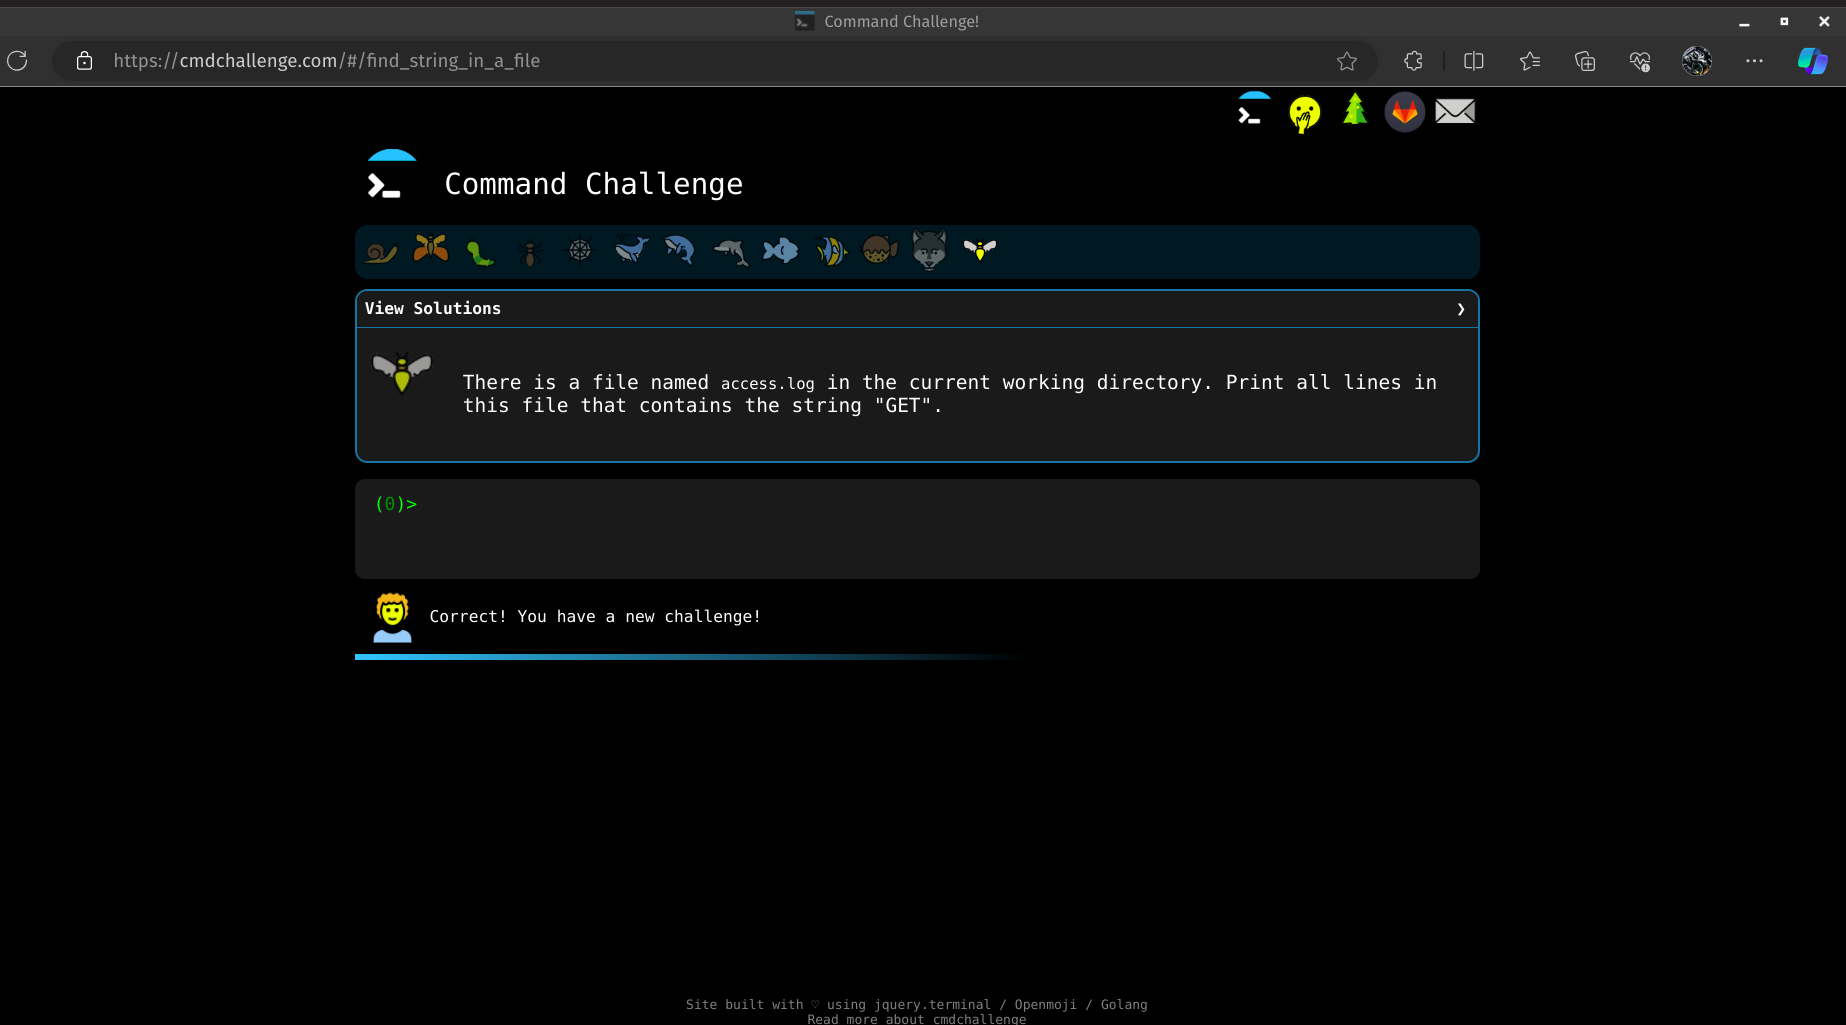 Command Challenge!
https://cmdchallenge.com/#/find_string_in_a_file
Command Challenge
View Solutions
There is a file named access.log in the current working directory. Print all lines in
this file that contains the string "GET".
(0)>
Correct! You have a new challenge!
Site built with ♡ using jquery.terminal / Openmoji / Golang
Read more about cmdchallenge